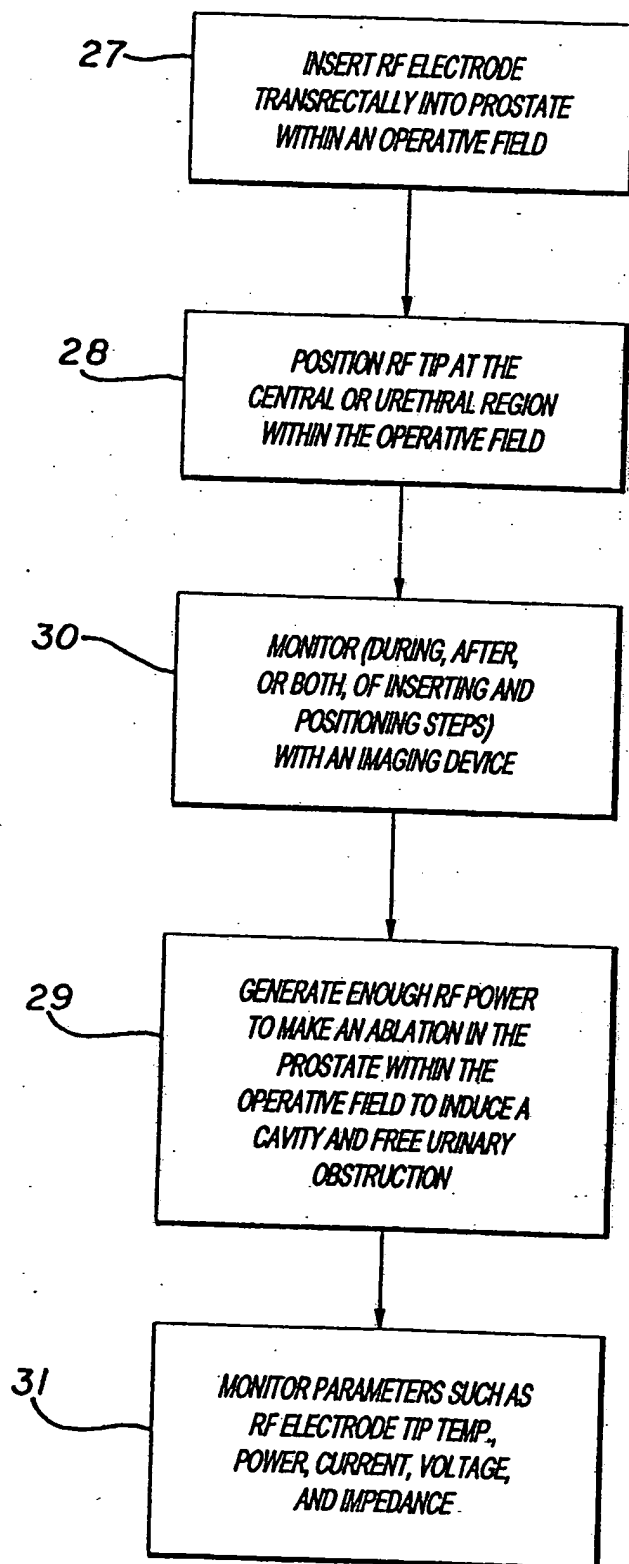 27
INSERT RF ELECTRODE
TRANSRECTALLY INTO PROSTATE
WITHIN AN OPERATIVE FIELD
28
POSITION RF TIP AT THE
CENTRAL OR URETHRAL REGION
WITHIN THE OPERATIVE FIELD
30
MONITOR (DURING, AFTER,
OR BOTH, OF INSERTING AND
POSITIONING STEPS)
WITH AN IMAGING DEVICE
29
GENERATE ENOUGH RF POWER
TO MAKE AN ABLATION IN THE
PROSTATE WITHIN THE
OPERATIVE FIELD TO INDUCE A
CAVITY AND FREE URINARY
OBSTRUCTION
31
MONITOR PARAMETERS SUCH AS
RF ELECTRODE TIP TEMP.,
POWER, CURRENT, VOLTAGE,
AND IMPEDANCE